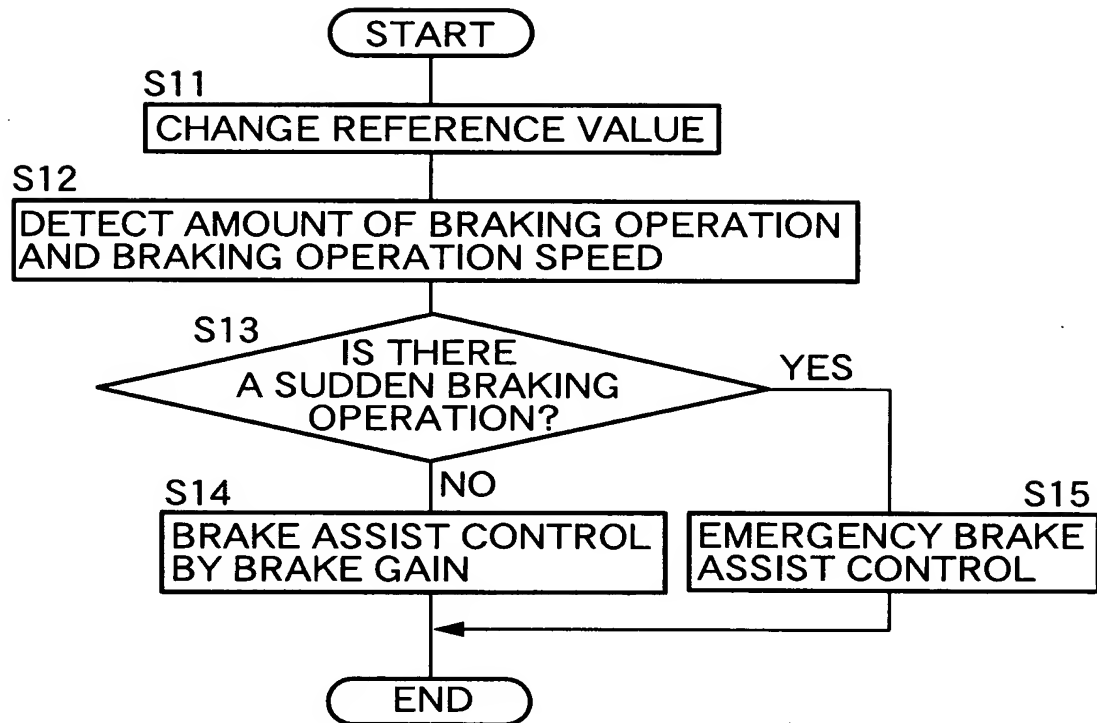 START
S11
CHANGE REFERENCE VALUE
S12
DETECT AMOUNT OF BRAKING OPERATION
AND BRAKING OPERATION SPEED
S13
IS THERE
A SUDDEN BRAKING
OPERATION?
YES
NO
S14
BRAKE ASSIST CONTROL
BY BRAKE GAIN
S15
EMERGENCY BRAKE
ASSIST CONTROL
END